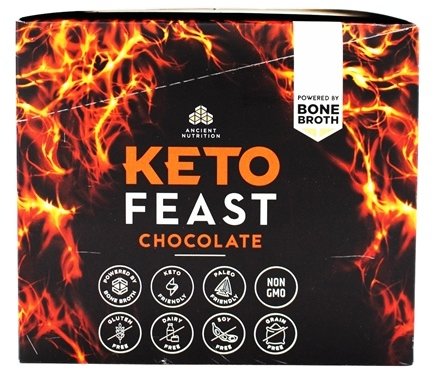 POWERED BY
BONE
BROTH
ANCIENT
NUTRITION
KETO
FEAST
CHOCOLATE
POWERED BY
BONE BROTH
KETO
FRIENDLY
PALEO
FRIENDLY
NON
GMO
GLUTEN
FREE
DAIRY
FREE
SOY
FREE
GRAIN
FREE